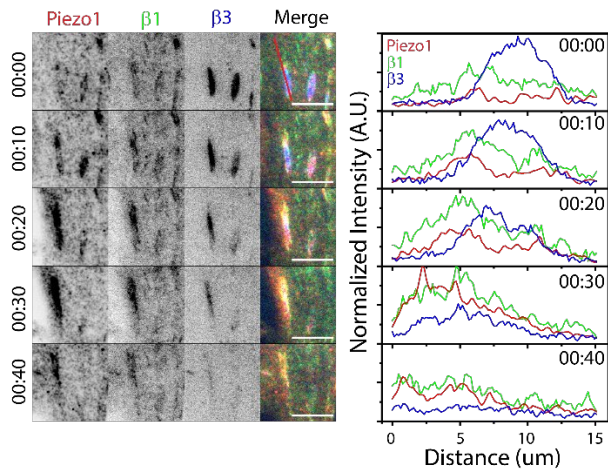 Piezo1 β1 β3 Merge
00:00
00:10
00:20
00:30
00:40
Normalized Intensity (A.U.)
Piezo1
β1
β3
00:00
00:10
00:20
00:30
00:40
0 5 10 15
Distance (um)